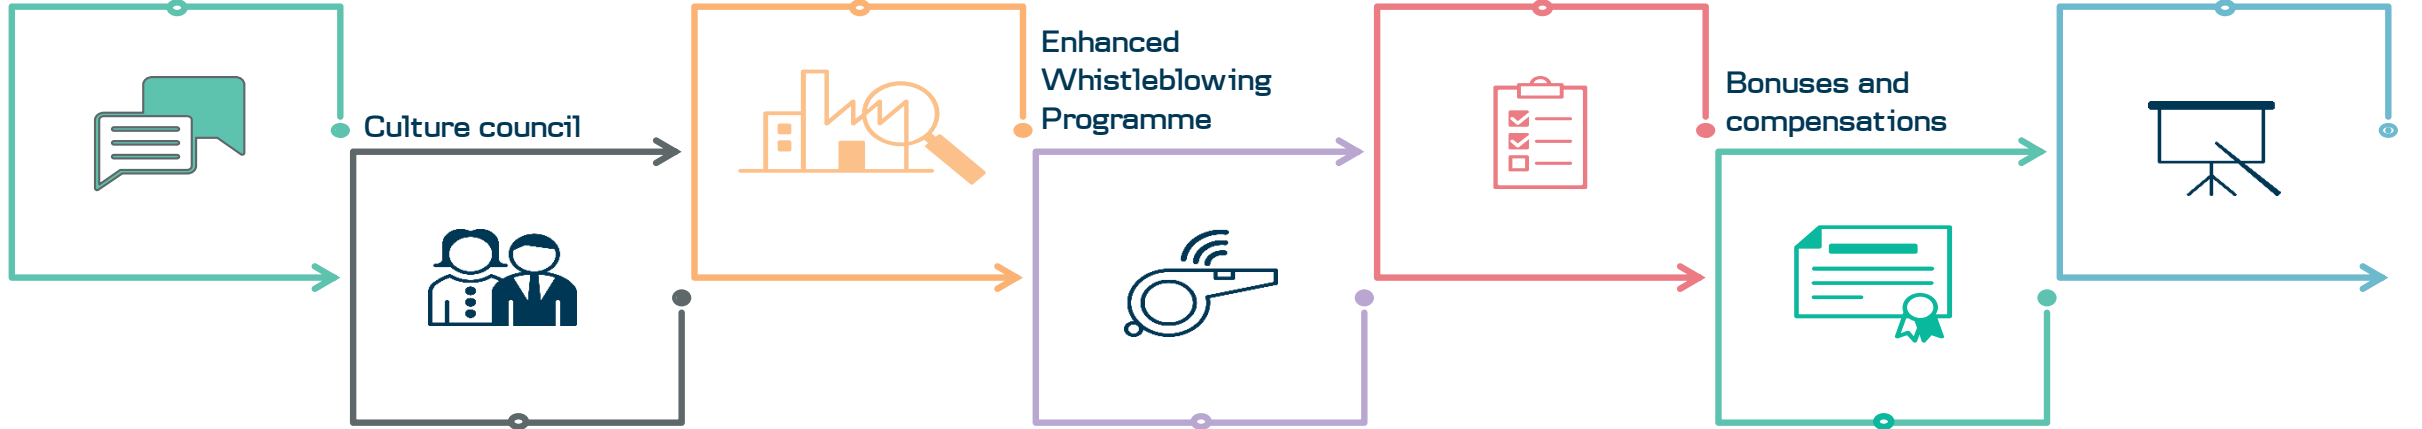 Culture council
Enhanced
Whistleblowing
Programme
Bonuses and
compensations